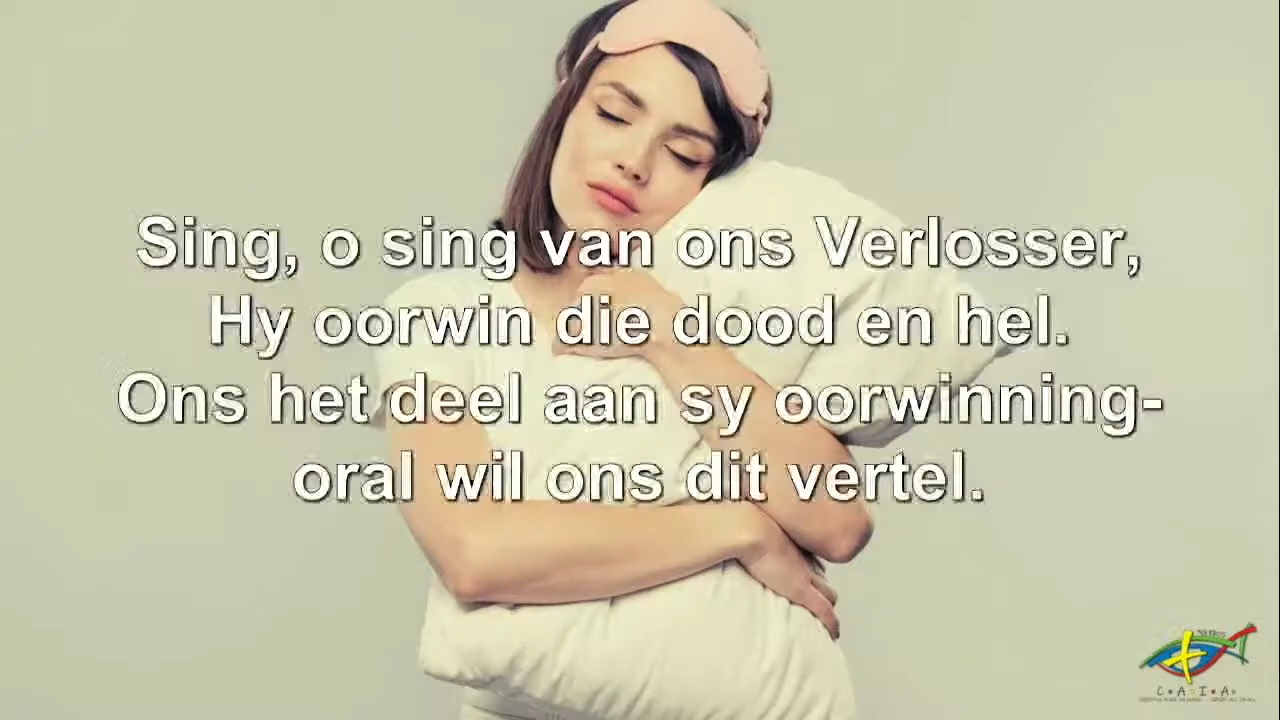 Sing, o sing van ons Verlosser,
Hy oorwin die dood en hel.
Ons het deel aan sy oorwinning-
oral wil ons dit vertel.
C A I A